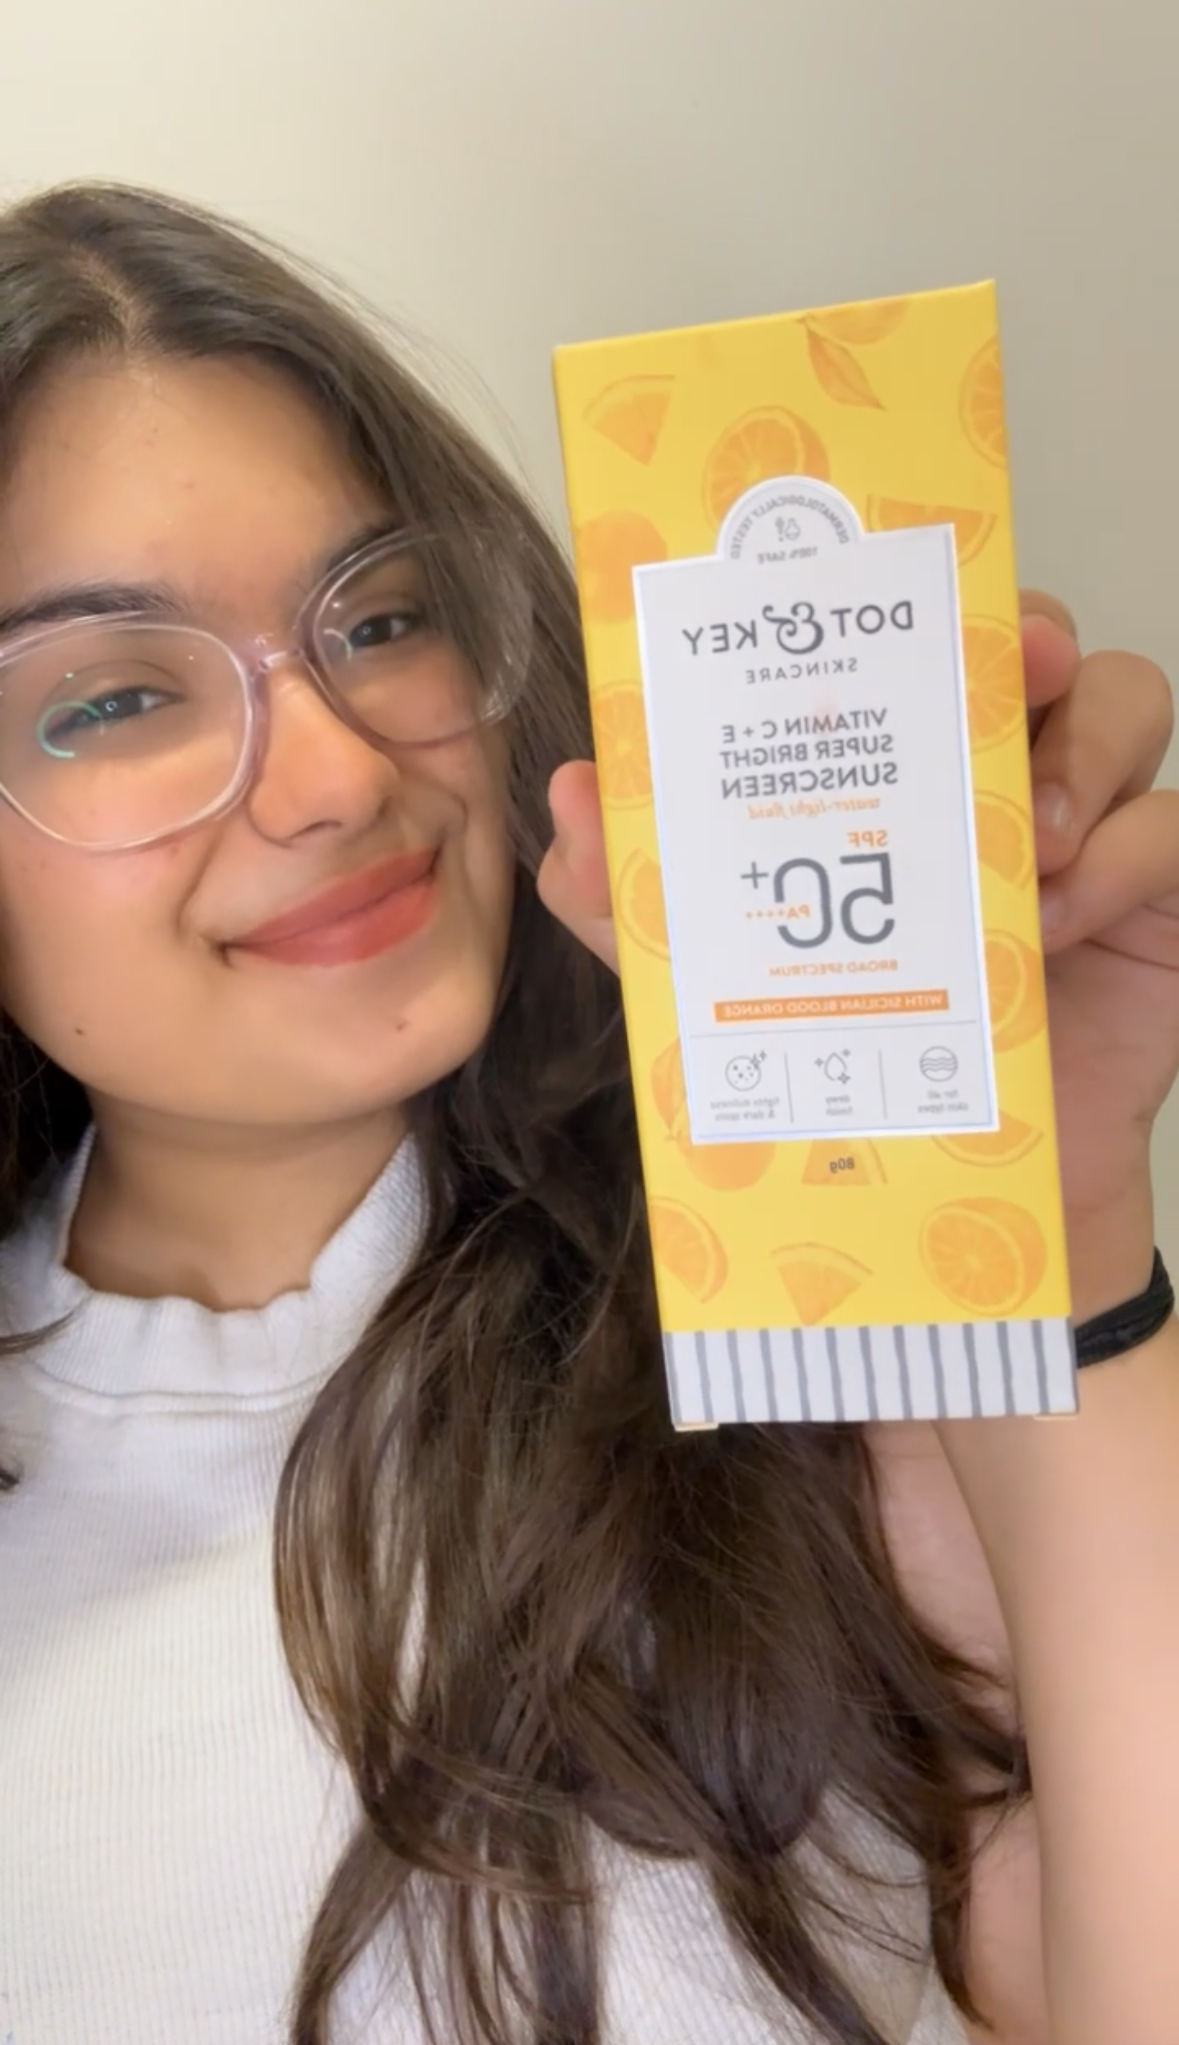 DERMATOLOGICALLY TESTED
100% SAFE
DOT & KEY
SKINCARE
VITAMIN C + E
SUPER BRIGHT
SUNSCREEN
water-light fluid
SPF
50+
PA++++
BROAD SPECTRUM
WITH SICILIAN BLOOD ORANGE
for all
skin types
dewy
finish
fights dullness
& dark spots
80g